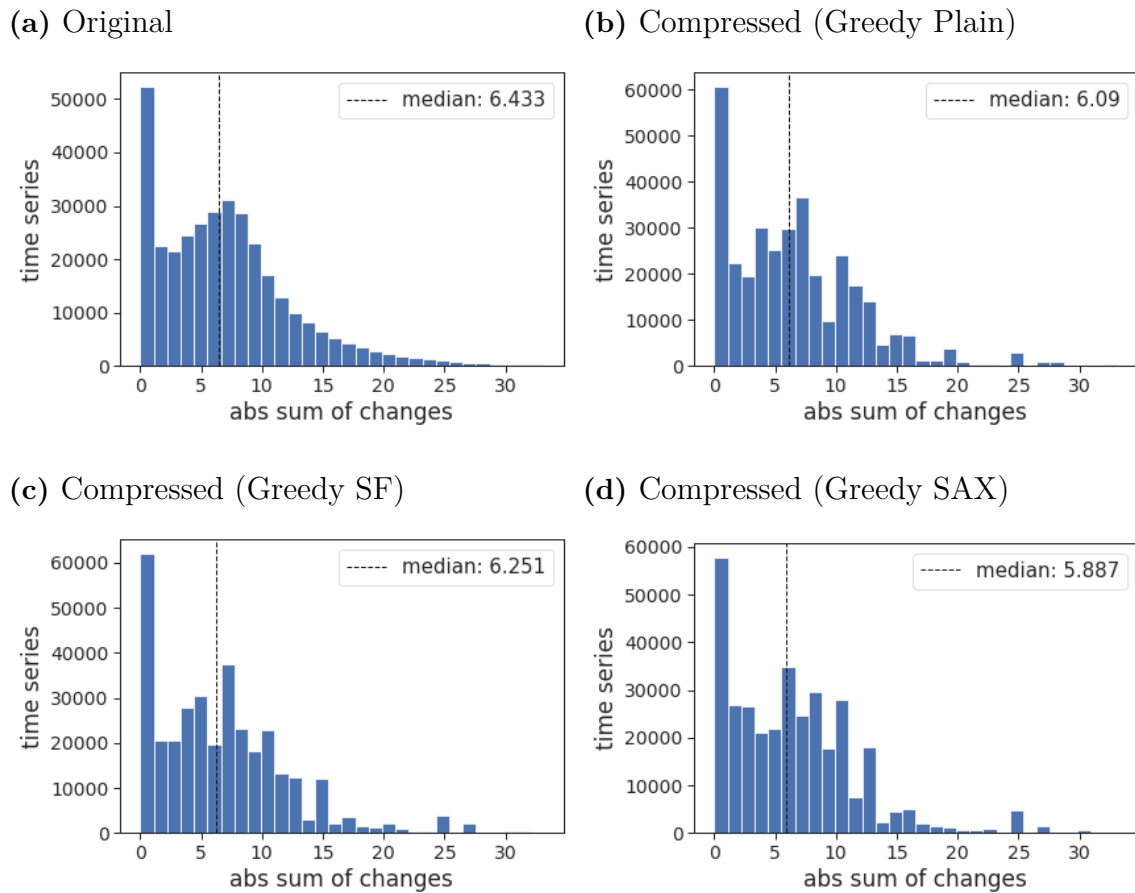 (a) Original
median: 6.433
50000
40000
30000
20000
10000
0
time series
0 5 10 15 20 25 30
abs sum of changes
(b) Compressed (Greedy Plain)
median: 6.09
60000
50000
40000
30000
20000
10000
0
time series
0 5 10 15 20 25 30
abs sum of changes
(c) Compressed (Greedy SF)
median: 6.251
60000
50000
40000
30000
20000
10000
0
time series
0 5 10 15 20 25 30
abs sum of changes
(d) Compressed (Greedy SAX)
median: 5.887
60000
50000
40000
30000
20000
10000
0
time series
0 5 10 15 20 25 30
abs sum of changes